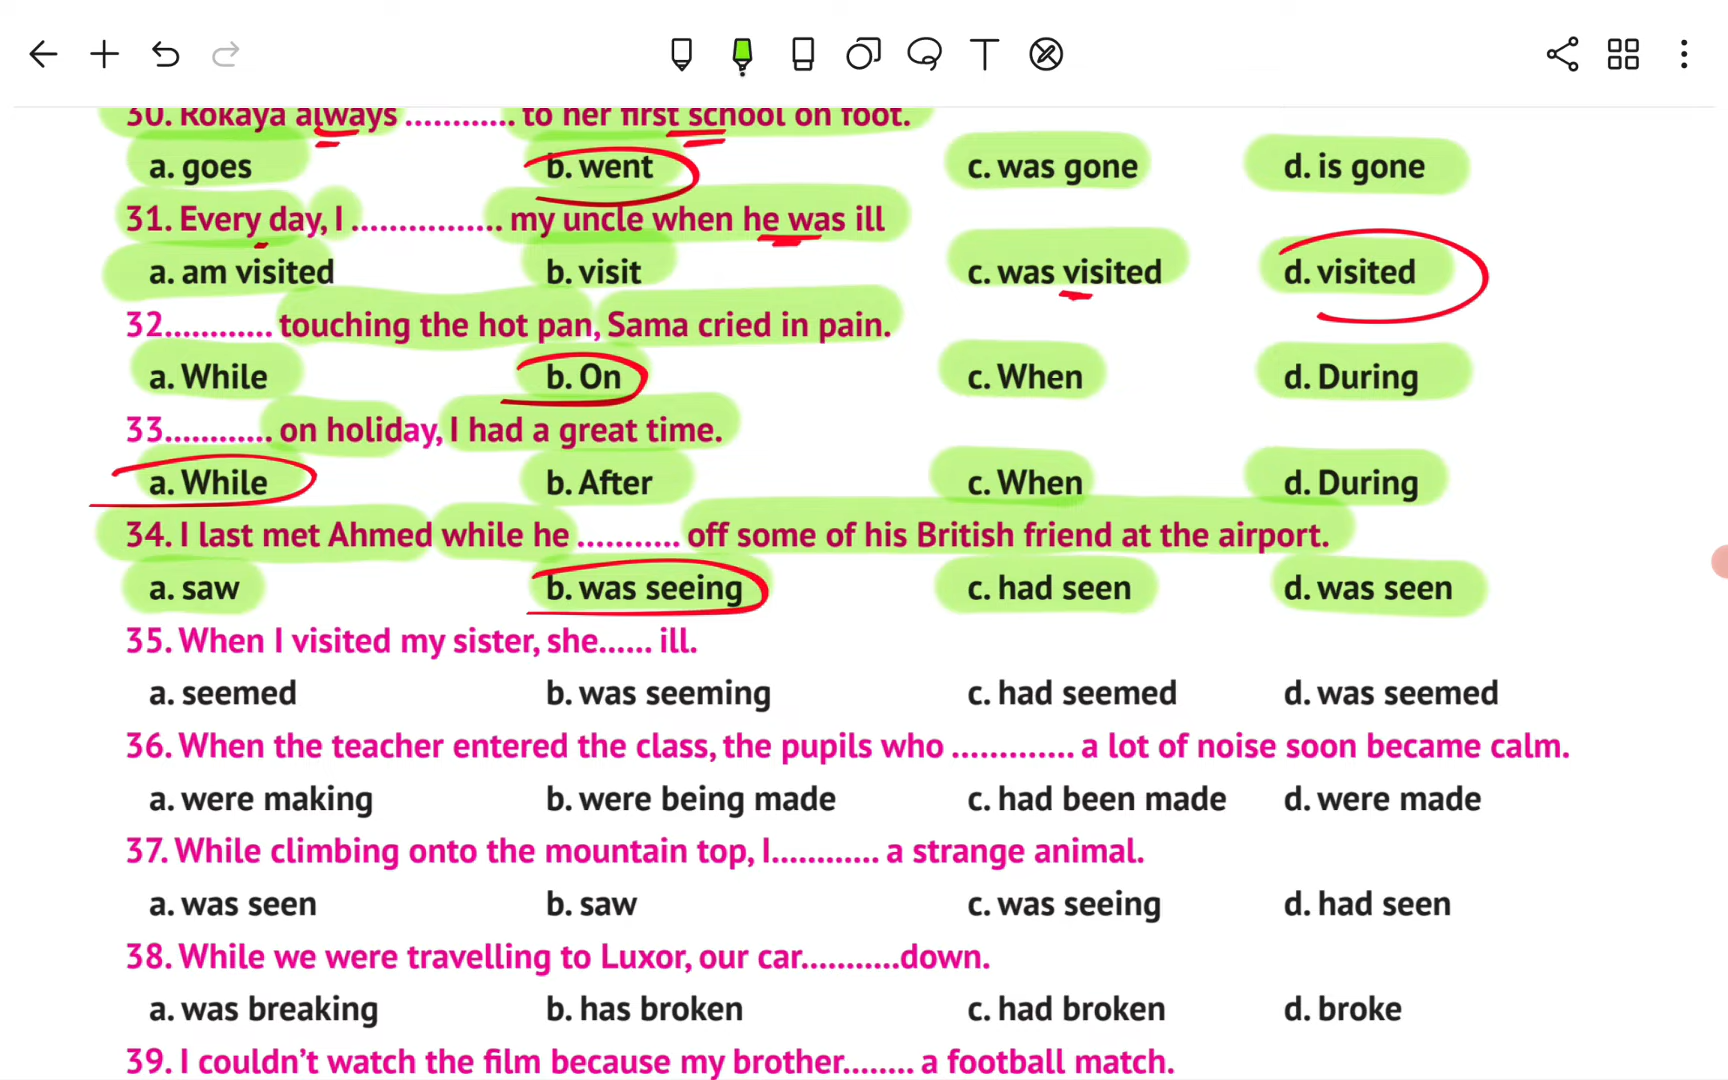 30. Rokaya always ............ to her first school on foot.
a. goes b. went c. was gone d. is gone
31. Every day, I ................. my uncle when he was ill
a. am visited b. visit c. was visited d. visited
32............ touching the hot pan, Sama cried in pain.
a. While b. On c. When d. During
33............ on holiday, I had a great time.
a. While b. After c. When d. During
34. I last met Ahmed while he ........... off some of his British friend at the airport.
a. saw b. was seeing c. had seen d. was seen
35. When I visited my sister, she...... ill.
a. seemed b. was seeming c. had seemed d. was seemed
36. When the teacher entered the class, the pupils who ............. a lot of noise soon became calm.
a. were making b. were being made c. had been made d. were made
37. While climbing onto the mountain top, I............ a strange animal.
a. was seen b. saw c. was seeing d. had seen
38. While we were travelling to Luxor, our car...........down.
a. was breaking b. has broken c. had broken d. broke
39. I couldn't watch the film because my brother........ a football match.